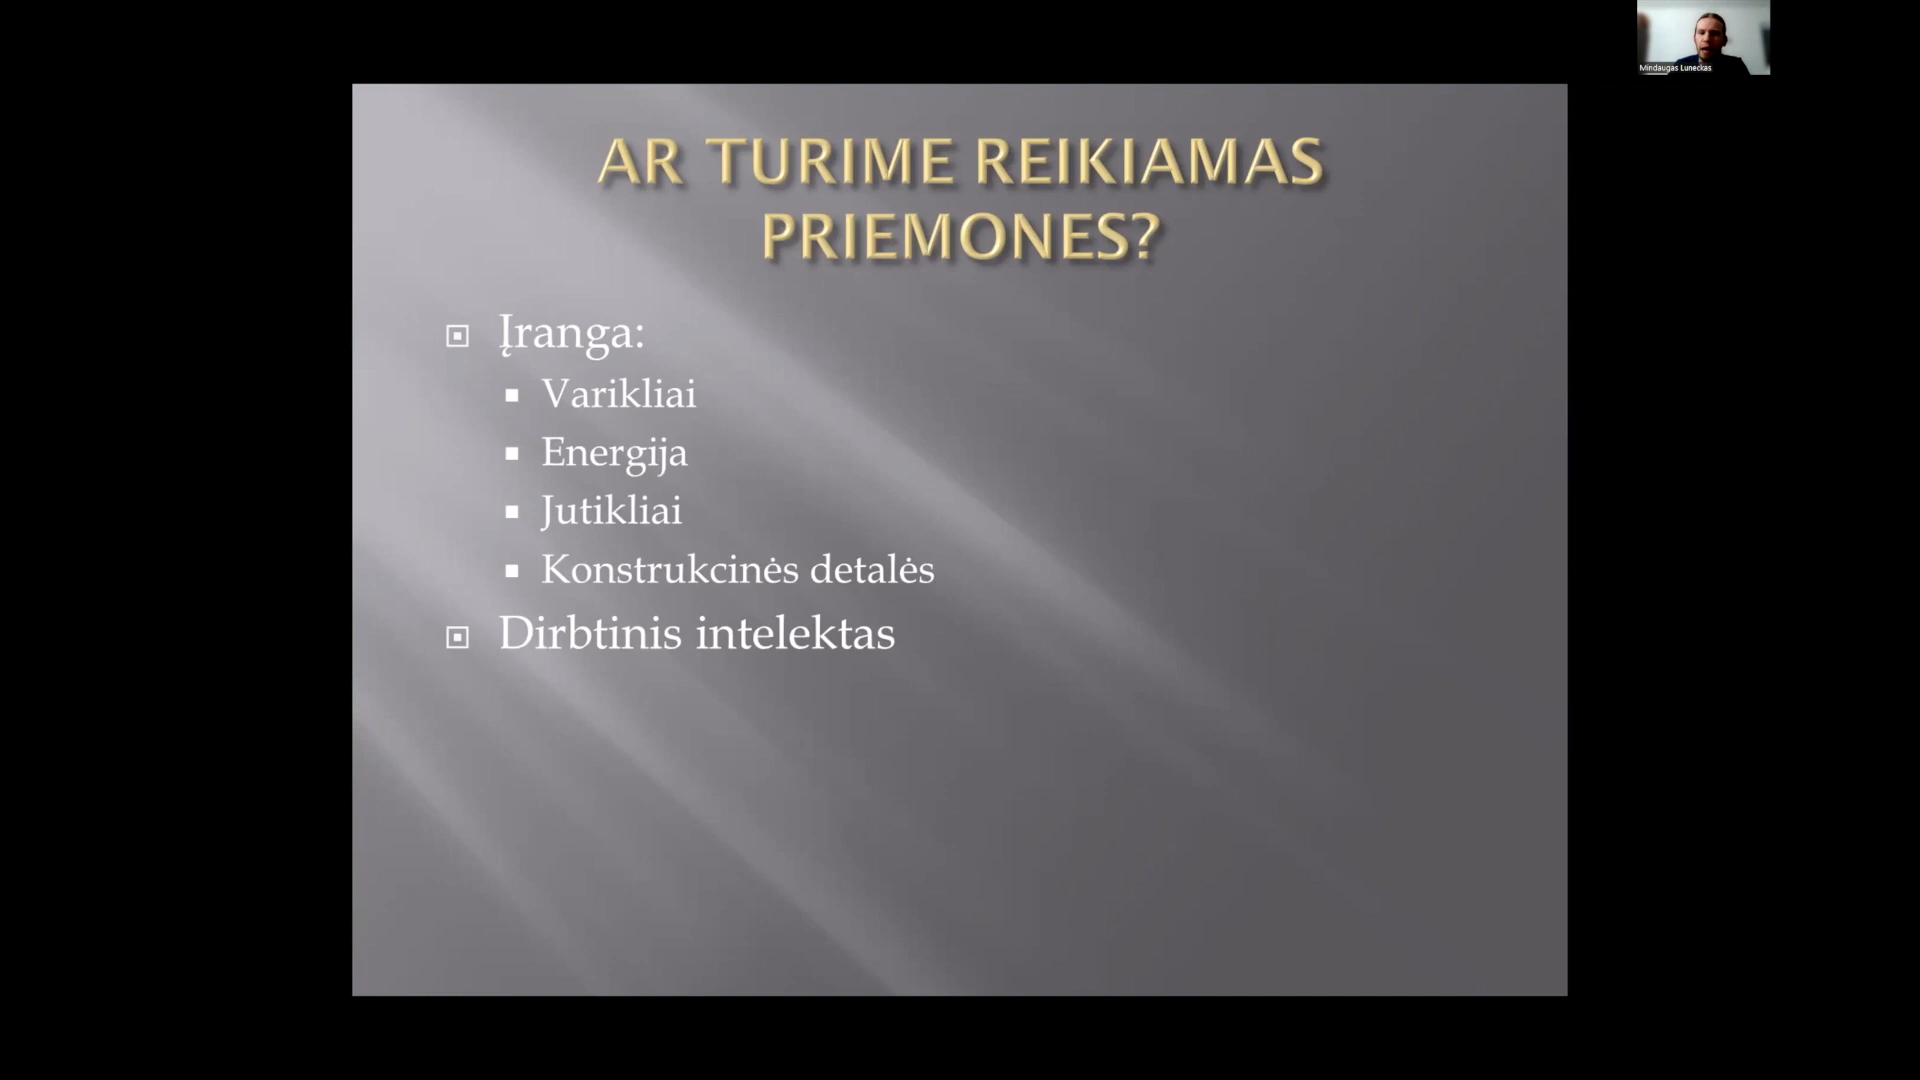 Mindaugas Luneckas
AR TURIME REIKIAMAS
PRIEMONES?
Įranga:
Varikliai
Energija
Jutikliai
Konstrukcinės detalės
Dirbtinis intelektas